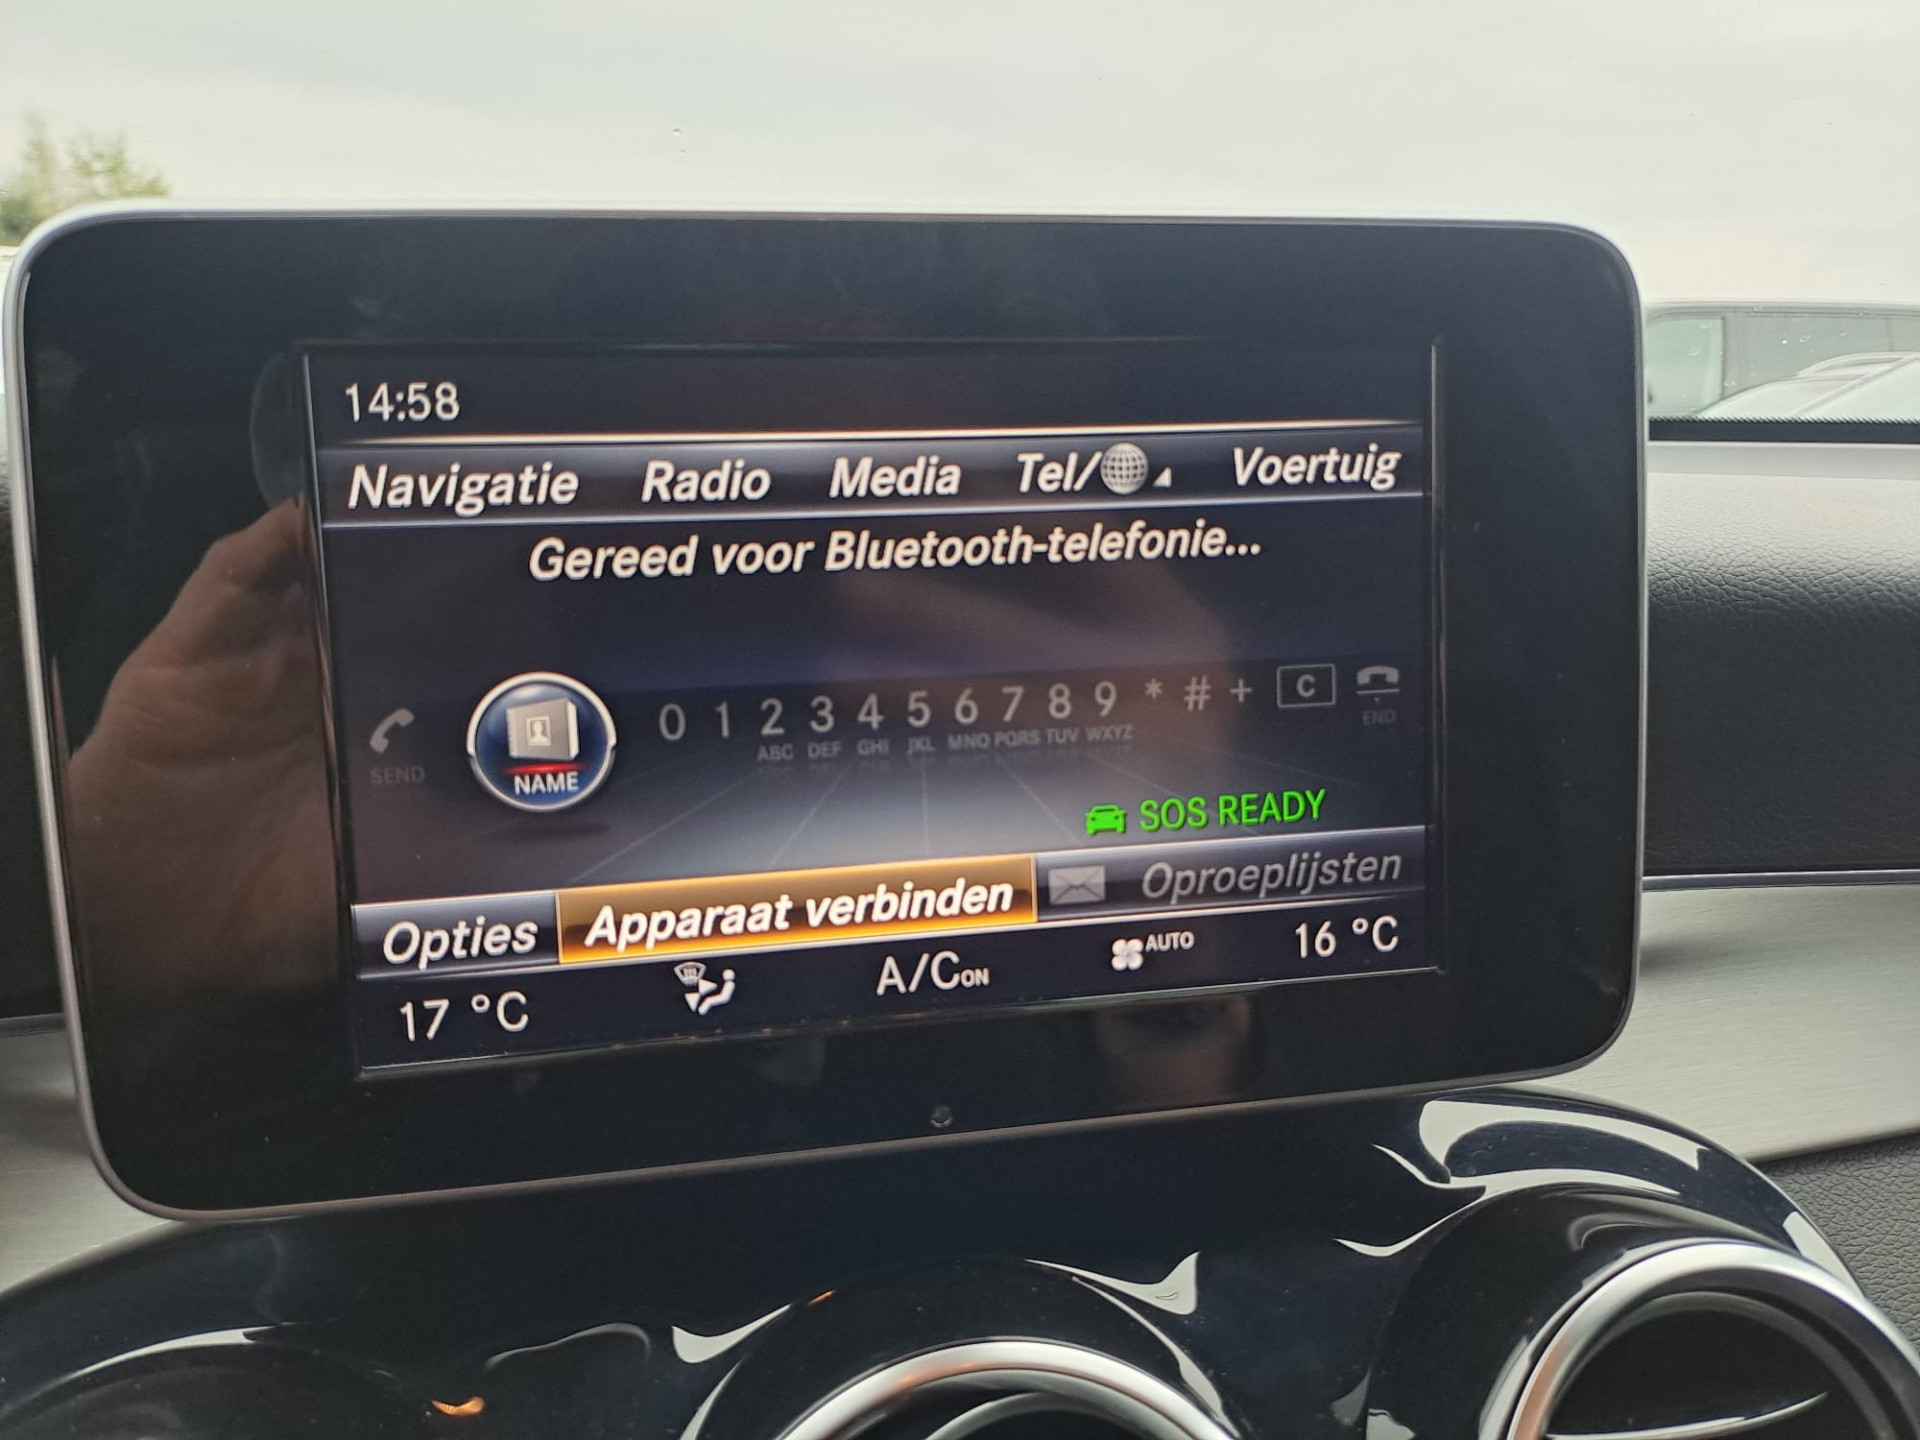 14:58
Navigatie Radio Media Tel/ Voertuig
Gereed voor Bluetooth-telefonie...
SEND NAME 0 1 2 3 4 5 6 7 8 9 * # + C END
ABC DEF GHI JKL MNO PQRS TUV WXYZ
SOS READY
Opties Apparaat verbinden Oproeplijsten
17 °C A/C ON AUTO 16 °C